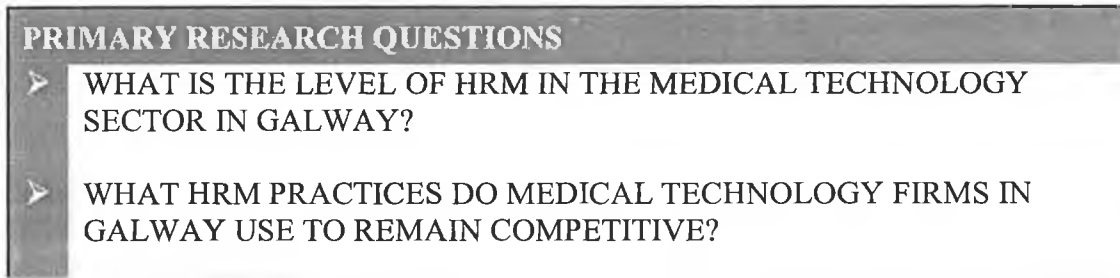 PRIMARY RESEARCH QUESTIONS
➤ WHAT IS THE LEVEL OF HRM IN THE MEDICAL TECHNOLOGY
SECTOR IN GALWAY?
➤ WHAT HRM PRACTICES DO MEDICAL TECHNOLOGY FIRMS IN
GALWAY USE TO REMAIN COMPETITIVE?